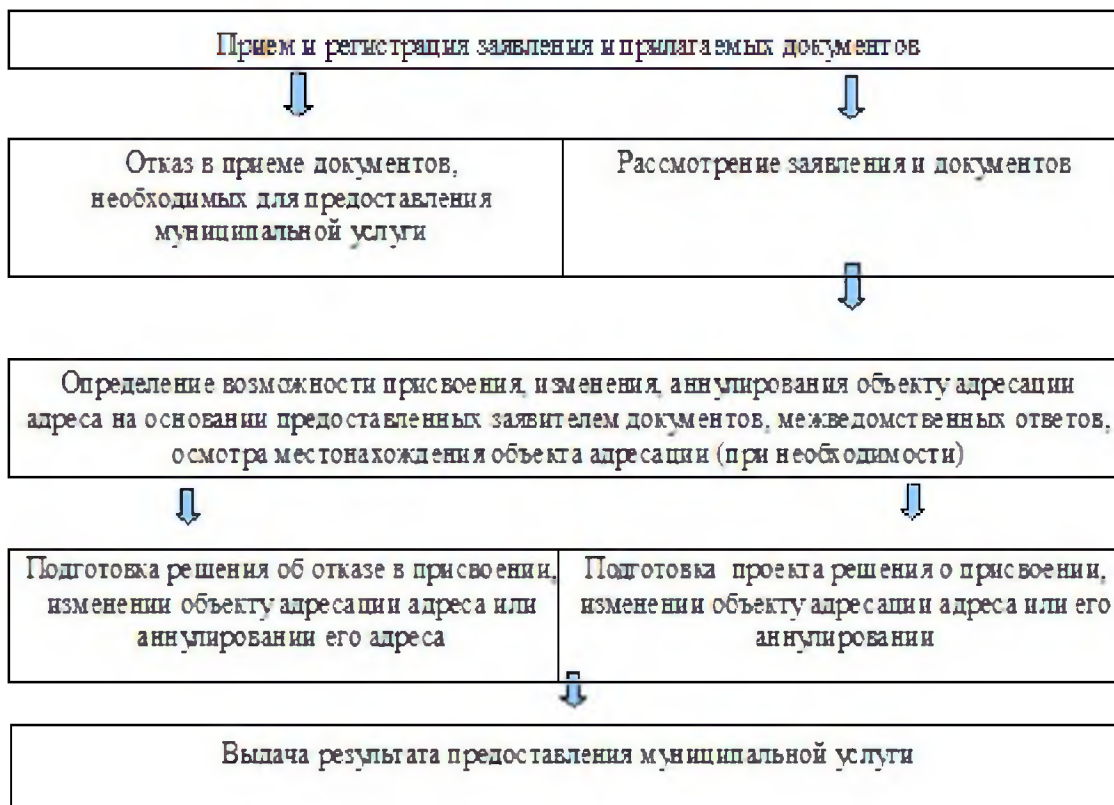 Прием и регистрация заявления и прилагаемых документов
Отказ в приеме документов,
необходимых для предоставления
муниципальной услуги
Рассмотрение заявления и документов
Определение возможности присвоения, изменения, аннулирования объекту адресации
адреса на основании предоставленных заявителем документов, межведомственных ответов,
осмотра местонахождения объекта адресации (при необходимости)
Подготовка решения об отказе в присвоении,
изменении объекту адресации адреса или
аннулировании его адреса
Подготовка проекта решения о присвоении,
изменении объекту адресации адреса или его
аннулировании
Выдача результата предоставления муниципальной услуги